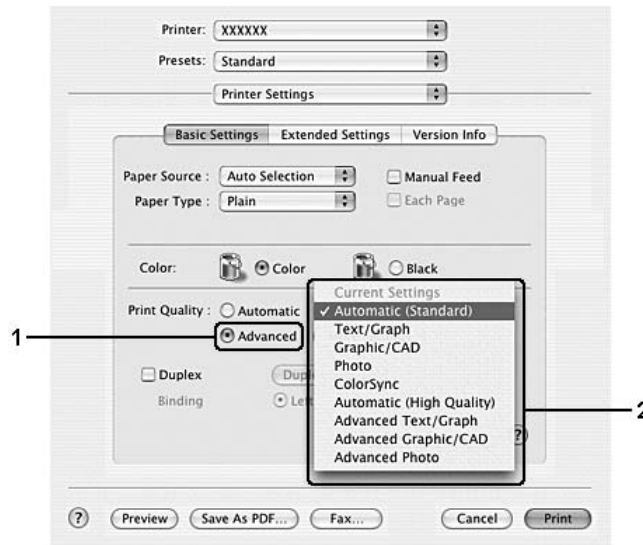 Printer: XXXXXX
Presets: Standard
Printer Settings
Basic Settings Extended Settings Version Info
Paper Source : Auto Selection Manual Feed
Paper Type : Plain Each Page
Color: Color Black
Print Quality : Automatic
1 Advanced
Current Settings
✓ Automatic (Standard)
Text/Graph
Graphic/CAD
Photo
ColorSync
Automatic (High Quality)
Advanced Text/Graph
Advanced Graphic/CAD
Advanced Photo
2
Duplex
Binding
?
? Preview Save As PDF... Fax... Cancel Print